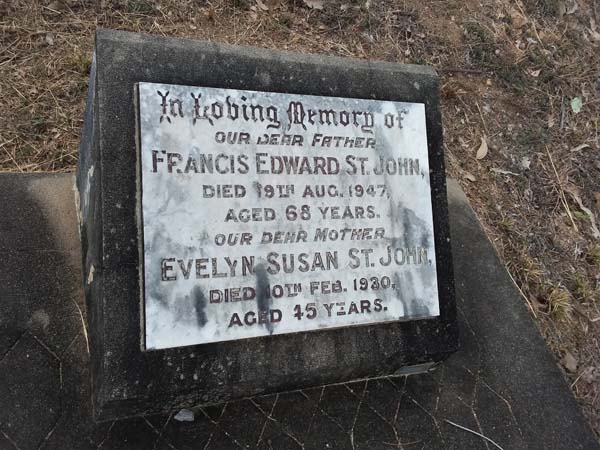 In Loving Memory of
OUR DEAR FATHER
FRANCIS EDWARD ST. JOHN,
DIED 19TH AUG. 1947,
AGED 68 YEARS.
OUR DEAR MOTHER
EVELYN SUSAN ST. JOHN,
DIED 10TH FEB. 1930,
AGED 45 YEARS.